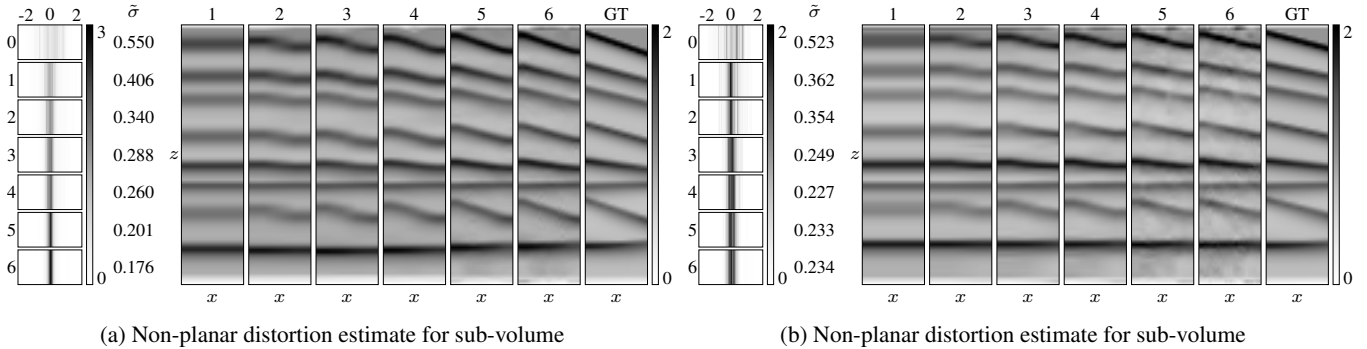 -2 0 2 σ̃ 1 2 3 4 5 6 GT
0 0.550 3 2
1 0.406
2 0.340
3 0.288 z
4 0.260
5 0.201
6 0.176 0 0
x x x x x x x
(a) Non-planar distortion estimate for sub-volume
-2 0 2 σ̃ 1 2 3 4 5 6 GT
0 0.523 2 2
1 0.362
2 0.354
3 0.249 z
4 0.227
5 0.233
6 0.234 0 0
x x x x x x x
(b) Non-planar distortion estimate for sub-volume